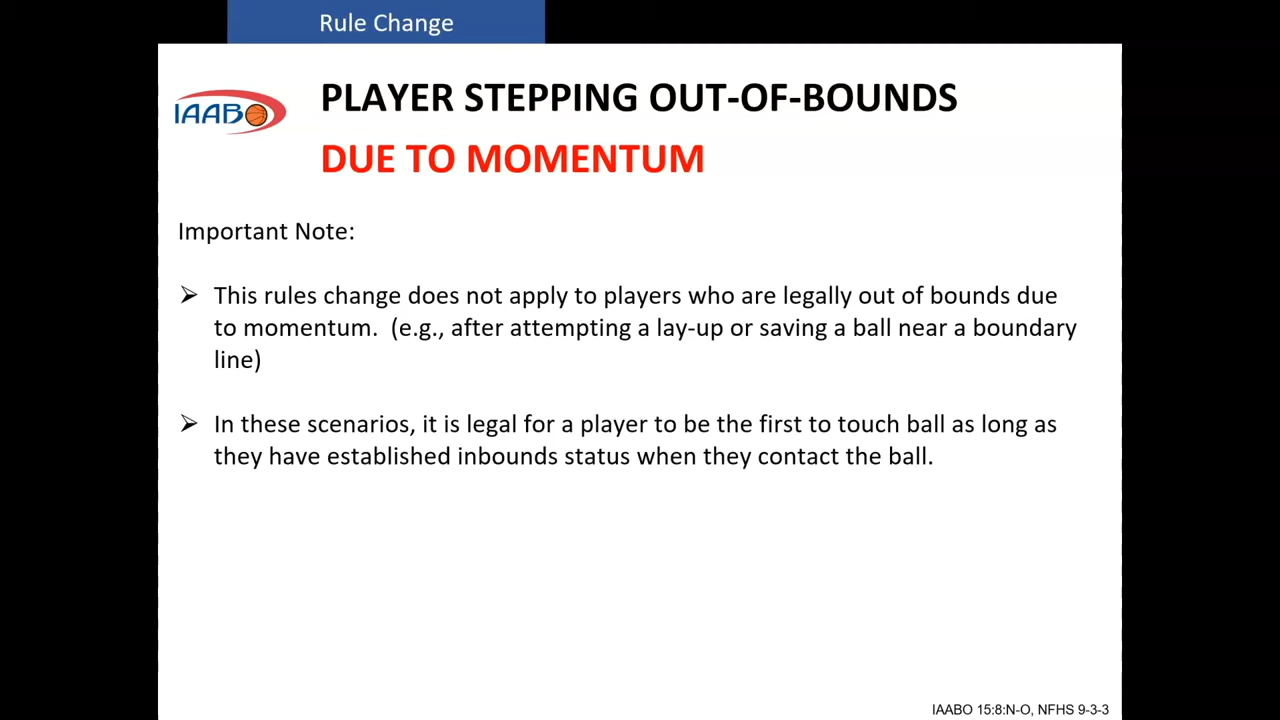 Rule Change
IAABO
PLAYER STEPPING OUT-OF-BOUNDS
DUE TO MOMENTUM
Important Note:
➢ This rules change does not apply to players who are legally out of bounds due
to momentum. (e.g., after attempting a lay-up or saving a ball near a boundary
line)
➢ In these scenarios, it is legal for a player to be the first to touch ball as long as
they have established inbounds status when they contact the ball.
IAABO 15:8:N-O, NFHS 9-3-3